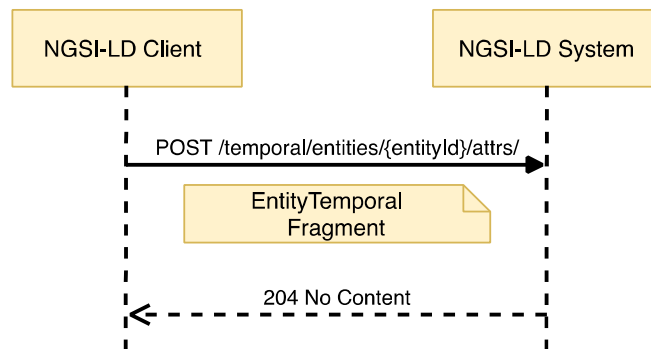 NGSI-LD Client
NGSI-LD System
POST /temporal/entities/{entityId}/attrs/
EntityTemporal
Fragment
204 No Content